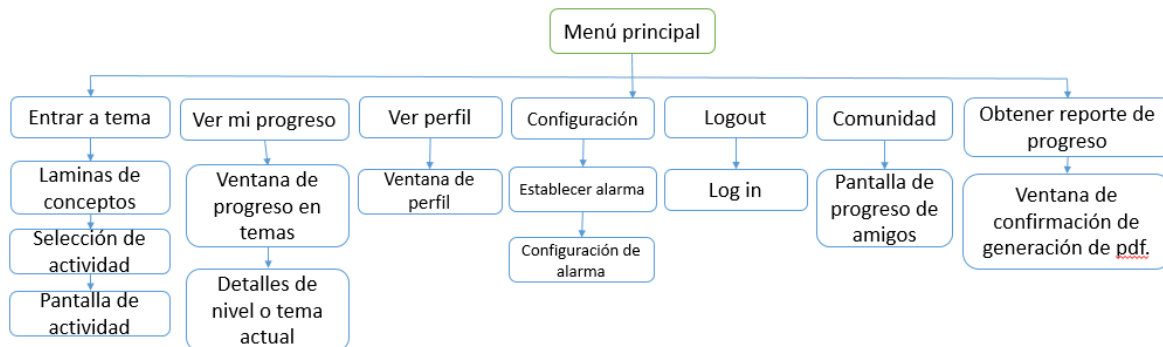 Menú principal
Entrar a tema
Laminas de
conceptos
Selección de
actividad
Pantalla de
actividad
Ver mi progreso
Ventana de
progreso en
temas
Detalles de
nivel o tema
actual
Ver perfil
Ventana de
perfil
Configuración
Establecer alarma
Configuración de
alarma
Logout
Log in
Comunidad
Pantalla de
progreso de
amigos
Obtener reporte de
progreso
Ventana de
confirmación de
generación de pdf.